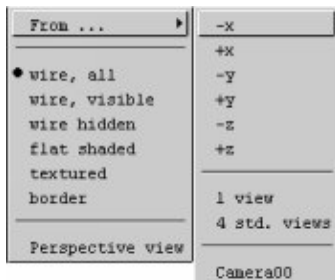 From ...
wire, all
wire, visible
wire hidden
flat shaded
textured
border
Perspective view
-x
+x
-y
+y
-z
+z
1 view
4 std. views
Camera00